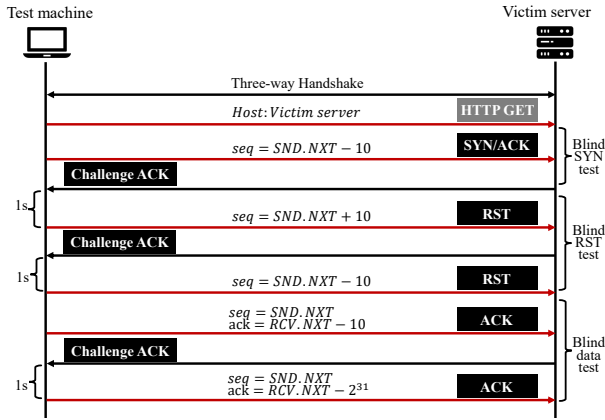 Test machine
Victim server
Three-way Handshake
Host: Victim server
HTTP GET
seq = SND.NXT − 10
SYN/ACK
Blind
SYN
test
Challenge ACK
1s
seq = SND.NXT + 10
RST
Blind
RST
test
Challenge ACK
1s
seq = SND.NXT − 10
RST
seq = SND.NXT
ack = RCV.NXT − 10
ACK
Blind
data
test
Challenge ACK
1s
seq = SND.NXT
ack = RCV.NXT − 2³¹
ACK